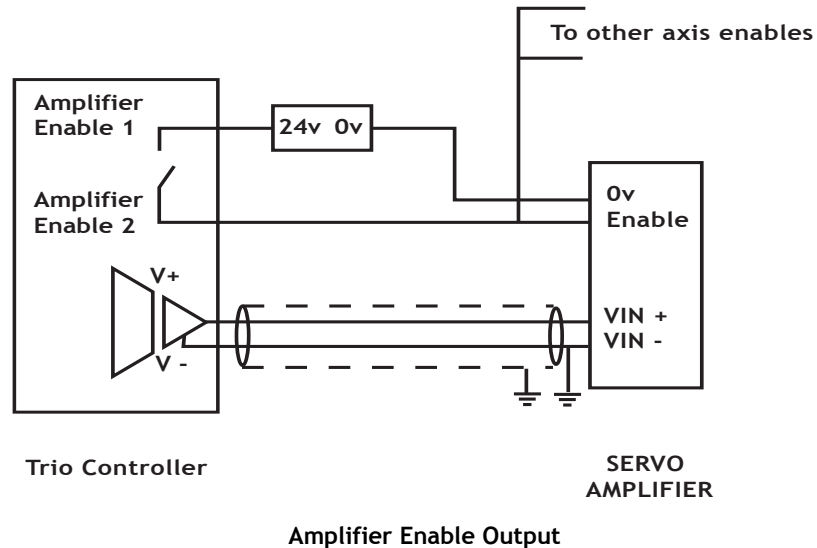 To other axis enables
Amplifier
Enable 1
24v 0v
Amplifier
Enable 2
0v
Enable
V+
V -
VIN +
VIN -
Trio Controller
SERVO
AMPLIFIER
Amplifier Enable Output